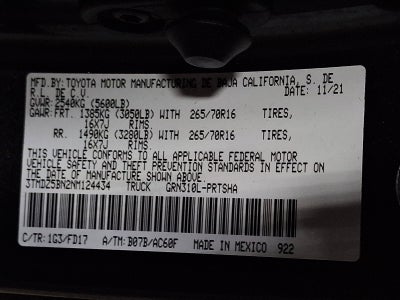 MFD.BY:TOYOTA MOTOR MANUFACTURING DE BAJA CALIFORNIA, S. DE
R.L. DE C.V. DATE: 11/21
GVWR:2540KG (5600LB)
GAWR:FRT. 1385KG (3050LB) WITH 265/70R16 TIRES,
16X7J RIMS
RR. 1490KG (3280LB) WITH 265/70R16 TIRES,
16X7J RIMS
THIS VEHICLE CONFORMS TO ALL APPLICABLE FEDERAL MOTOR
VEHICLE SAFETY AND THEFT PREVENTION STANDARDS IN EFFECT ON
THE DATE OF MANUFACTURE SHOWN ABOVE.
3TMDZ5BN2NM124434 TRUCK GRN310L-PRTSHA
C/TR:1G3/FD17 A/TM:B07B/AC60F MADE IN MEXICO 922